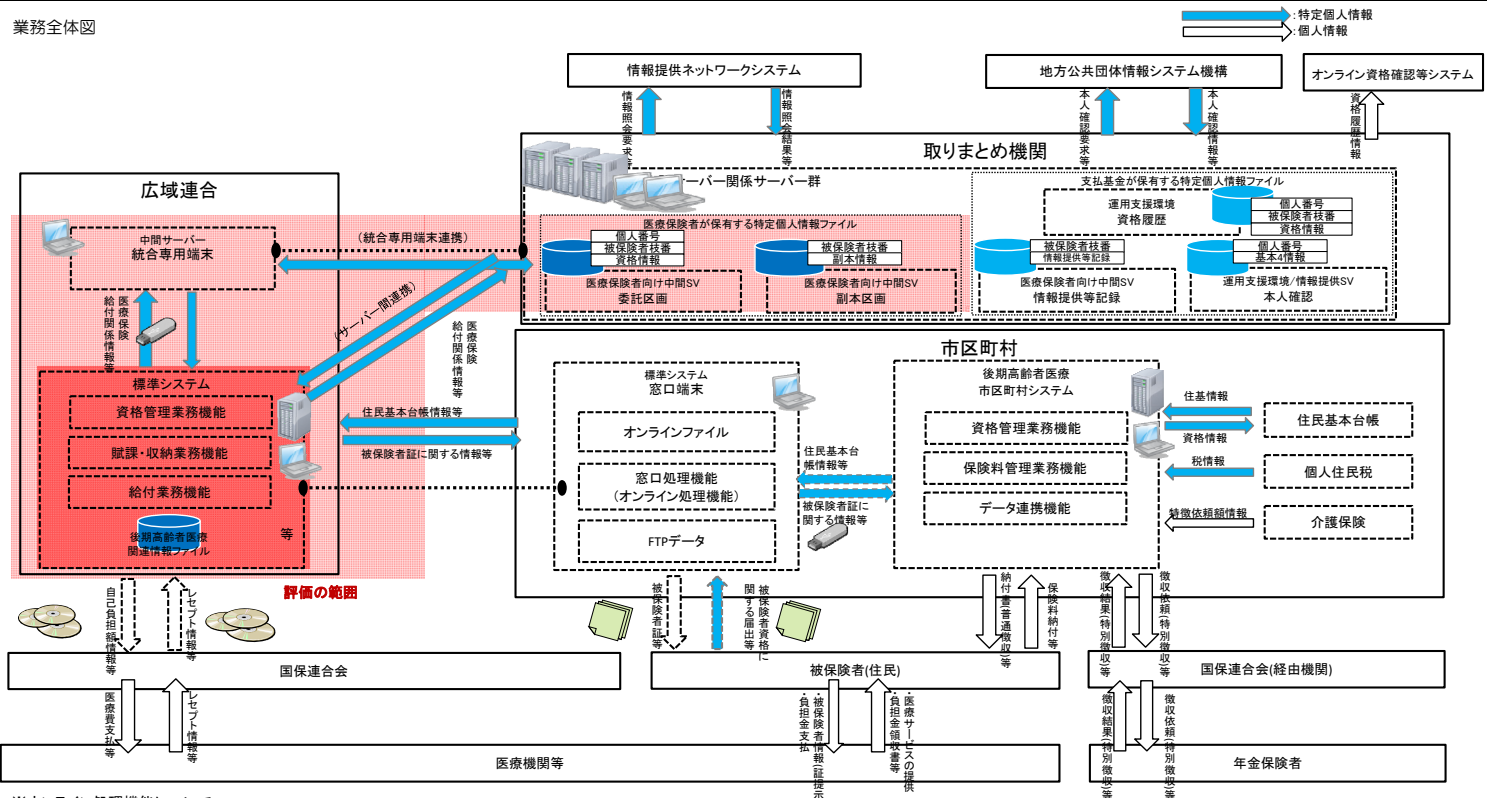 業務全体図
:特定個人情報
:個人情報
情報提供ネットワークシステム
地方公共団体情報システム機構
オンライン資格確認等システム
情報照会要求等
情報照会結果等
本人確認要求等
本人確認情報等
資格履歴情報
取りまとめ機関
ーバー関係サーバー群
医療保険者が保有する特定個人情報ファイル
個人番号
被保険者枝番
資格情報
医療保険者向け中間SV
委託区画
被保険者枝番
副本情報
医療保険者向け中間SV
副本区画
支払基金が保有する特定個人情報ファイル
運用支援環境
資格履歴
個人番号
被保険者枝番
資格情報
被保険者枝番
情報提供等記録
医療保険者向け中間SV
情報提供等記録
個人番号
基本4情報
運用支援環境/情報提供SV
本人確認
広域連合
中間サーバー
統合専用端末
(統合専用端末連携)
(サーバー間連携)
医療保険
給付関係情報等
医療保険
給付関係情報等
標準システム
資格管理業務機能
賦課・収納業務機能
給付業務機能
後期高齢者医療
関連情報ファイル
等
評価の範囲
住民基本台帳情報等
被保険者証に関する情報等
市区町村
標準システム
窓口端末
オンラインファイル
窓口処理機能
(オンライン処理機能)
FTPデータ
住民基本台
帳情報等
被保険者証に
関する情報等
後期高齢者医療
市区町村システム
資格管理業務機能
保険料管理業務機能
データ連携機能
住基情報
資格情報
税情報
特徴依頼額情報
住民基本台帳
個人住民税
介護保険
自己負担額情報等
レセプト情報等
被保険者証等
被保険者資格に
関する届出等
納付書(普通徴収)等
保険料納付等
徴収結果(特別徴収)等
徴収依頼(特別徴収)等
国保連合会
被保険者(住民)
国保連合会(経由機関)
医療費支払等
レセプト情報等
・被保険者情報(証提示
・負担金支払
・医療サービスの提供
・負担金領収書等
徴収結果(特別徴収)等
徴収依頼(特別徴収)等
医療機関等
年金保険者